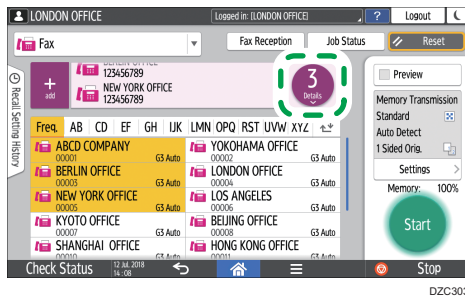 LONDON OFFICE
Logged in: [LONDON OFFICE]
?
Logout
Fax
Fax Reception
Job Status
Reset
Recall Setting History
+
add
BERLIN OFFICE
123456789
NEW YORK OFFICE
123456789
3
Details
Preview
Memory Transmission
Standard
Auto Detect
1 Sided Orig.
Settings
Memory: 100%
Start
Freq. AB CD EF GH IJK LMN OPQ RST UVW XYZ
ABCD COMPANY
00001 G3 Auto
YOKOHAMA OFFICE
00002 G3 Auto
BERLIN OFFICE
00003 G3 Auto
LONDON OFFICE
00004 G3 Auto
NEW YORK OFFICE
00005 G3 Auto
LOS ANGELES
00006 G3 Auto
KYOTO OFFICE
00007 G3 Auto
BEIJING OFFICE
00008 G3 Auto
SHANGHAI OFFICE
00010 G3 Auto
HONG KONG OFFICE
00011 G3 Auto
Check Status
12 Jul. 2018
14:08
Stop
DZC303